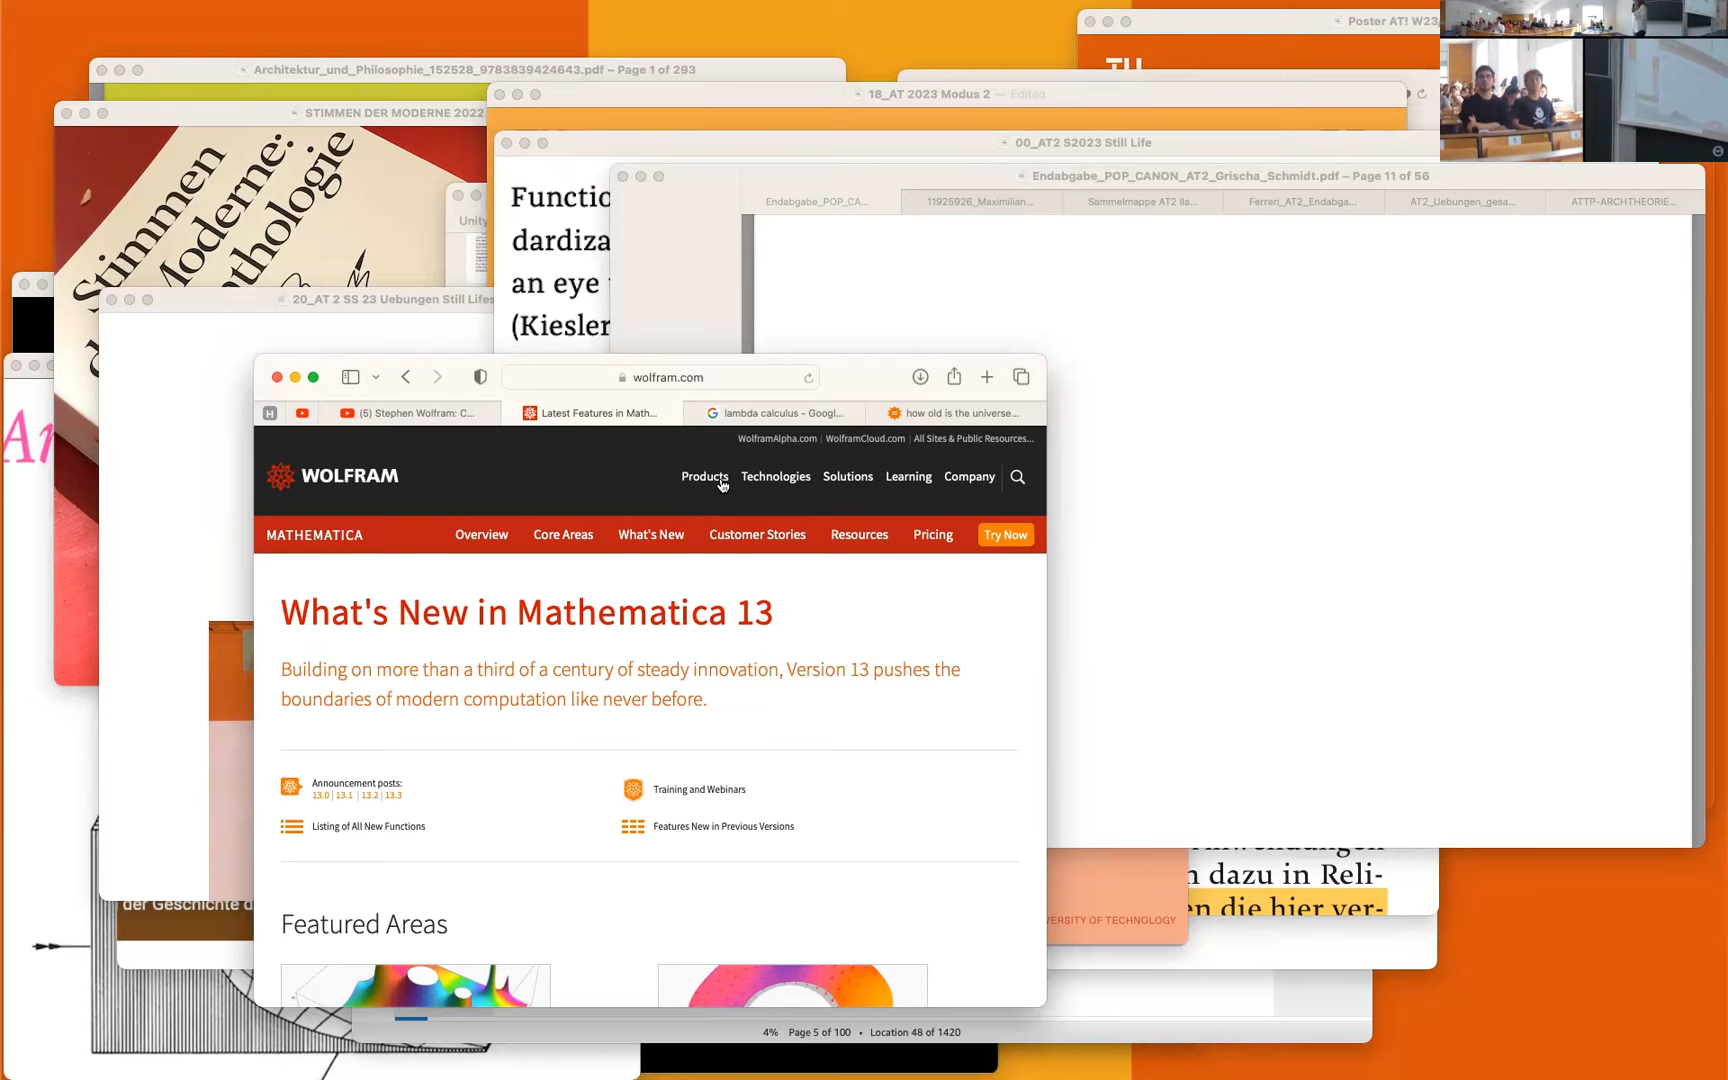 Poster AT! W23
TU
Architektur_und_Philosophie_152528_9783839424643.pdf – Page 1 of 293
18_AT 2023 Modus 2 — Edited
STIMMEN DER MODERNE 2022
00_AT2 S2023 Still Life
Endabgabe_POP_CANON_AT2_Grischa_Schmidt.pdf – Page 11 of 56
Endabgabe_POP_CA...
11925926_Maximilian...
Sammelmappe AT2 Ila...
Ferreri_AT2_Endabga...
AT2_Uebungen_gesa...
ATTP-ARCHTHEORIE...
Stimmen
Moderne:
thologie
Unity
Functio
dardiza
an eye
(Kiesler
20_AT 2 SS 23 Uebungen Still Lifes
wolfram.com
(5) Stephen Wolfram: C...
Latest Features in Math...
lambda calculus - Googl...
how old is the universe...
WolframAlpha.com | WolframCloud.com | All Sites & Public Resources...
WOLFRAM
Products Technologies Solutions Learning Company
MATHEMATICA
Overview Core Areas What's New Customer Stories Resources Pricing Try Now
What's New in Mathematica 13
Building on more than a third of a century of steady innovation, Version 13 pushes the
boundaries of modern computation like never before.
Announcement posts:
13.0 | 13.1 | 13.2 | 13.3
Training and Webinars
Listing of All New Functions
Features New in Previous Versions
Featured Areas
n dazu in Reli-
en die hier ver-
der Geschichte d
VERSITY OF TECHNOLOGY
4% Page 5 of 100 • Location 48 of 1420